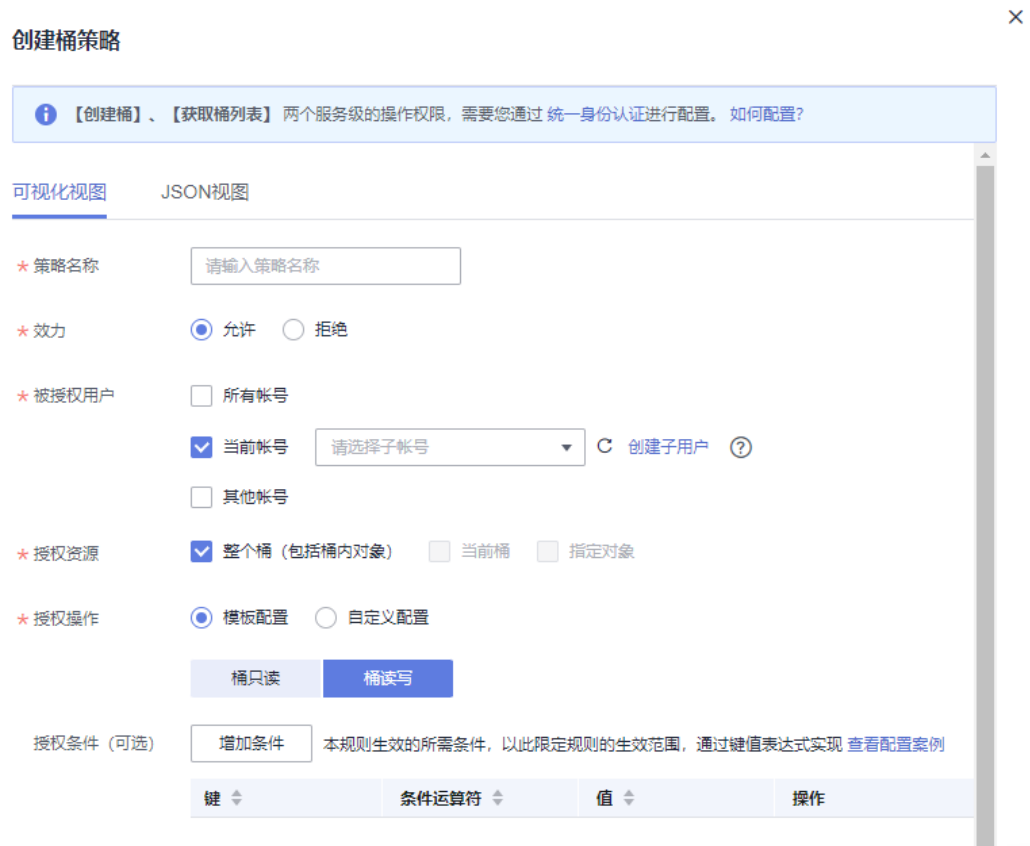 创建桶策略
【创建桶】、【获取桶列表】 两个服务级的操作权限，需要您通过 统一身份认证进行配置。 如何配置?
可视化视图 JSON视图
* 策略名称 请输入策略名称
* 效力 允许 拒绝
* 被授权用户 所有帐号
当前帐号 请选择子帐号 创建子用户
其他帐号
* 授权资源 整个桶（包括桶内对象） 当前桶 指定对象
* 授权操作 模板配置 自定义配置
桶只读 桶读写
授权条件（可选） 增加条件 本规则生效的所需条件，以此限定规则的生效范围，通过键值表达式实现 查看配置案例
键 条件运算符 值 操作